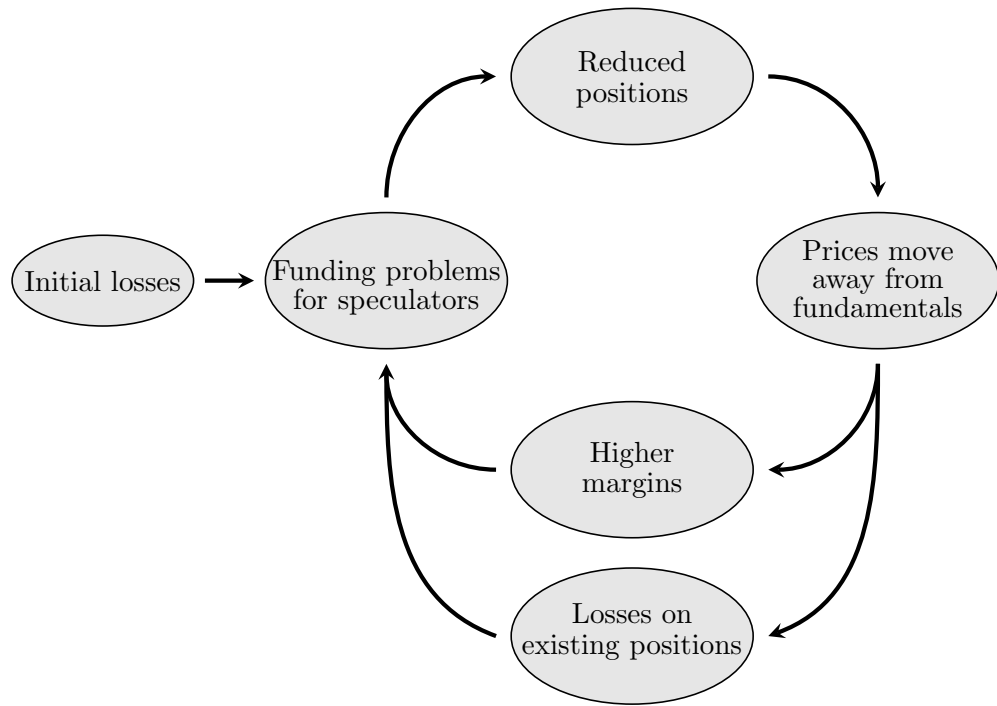 Reduced
positions
Initial losses
Funding problems
for speculators
Prices move
away from
fundamentals
Higher
margins
Losses on
existing positions